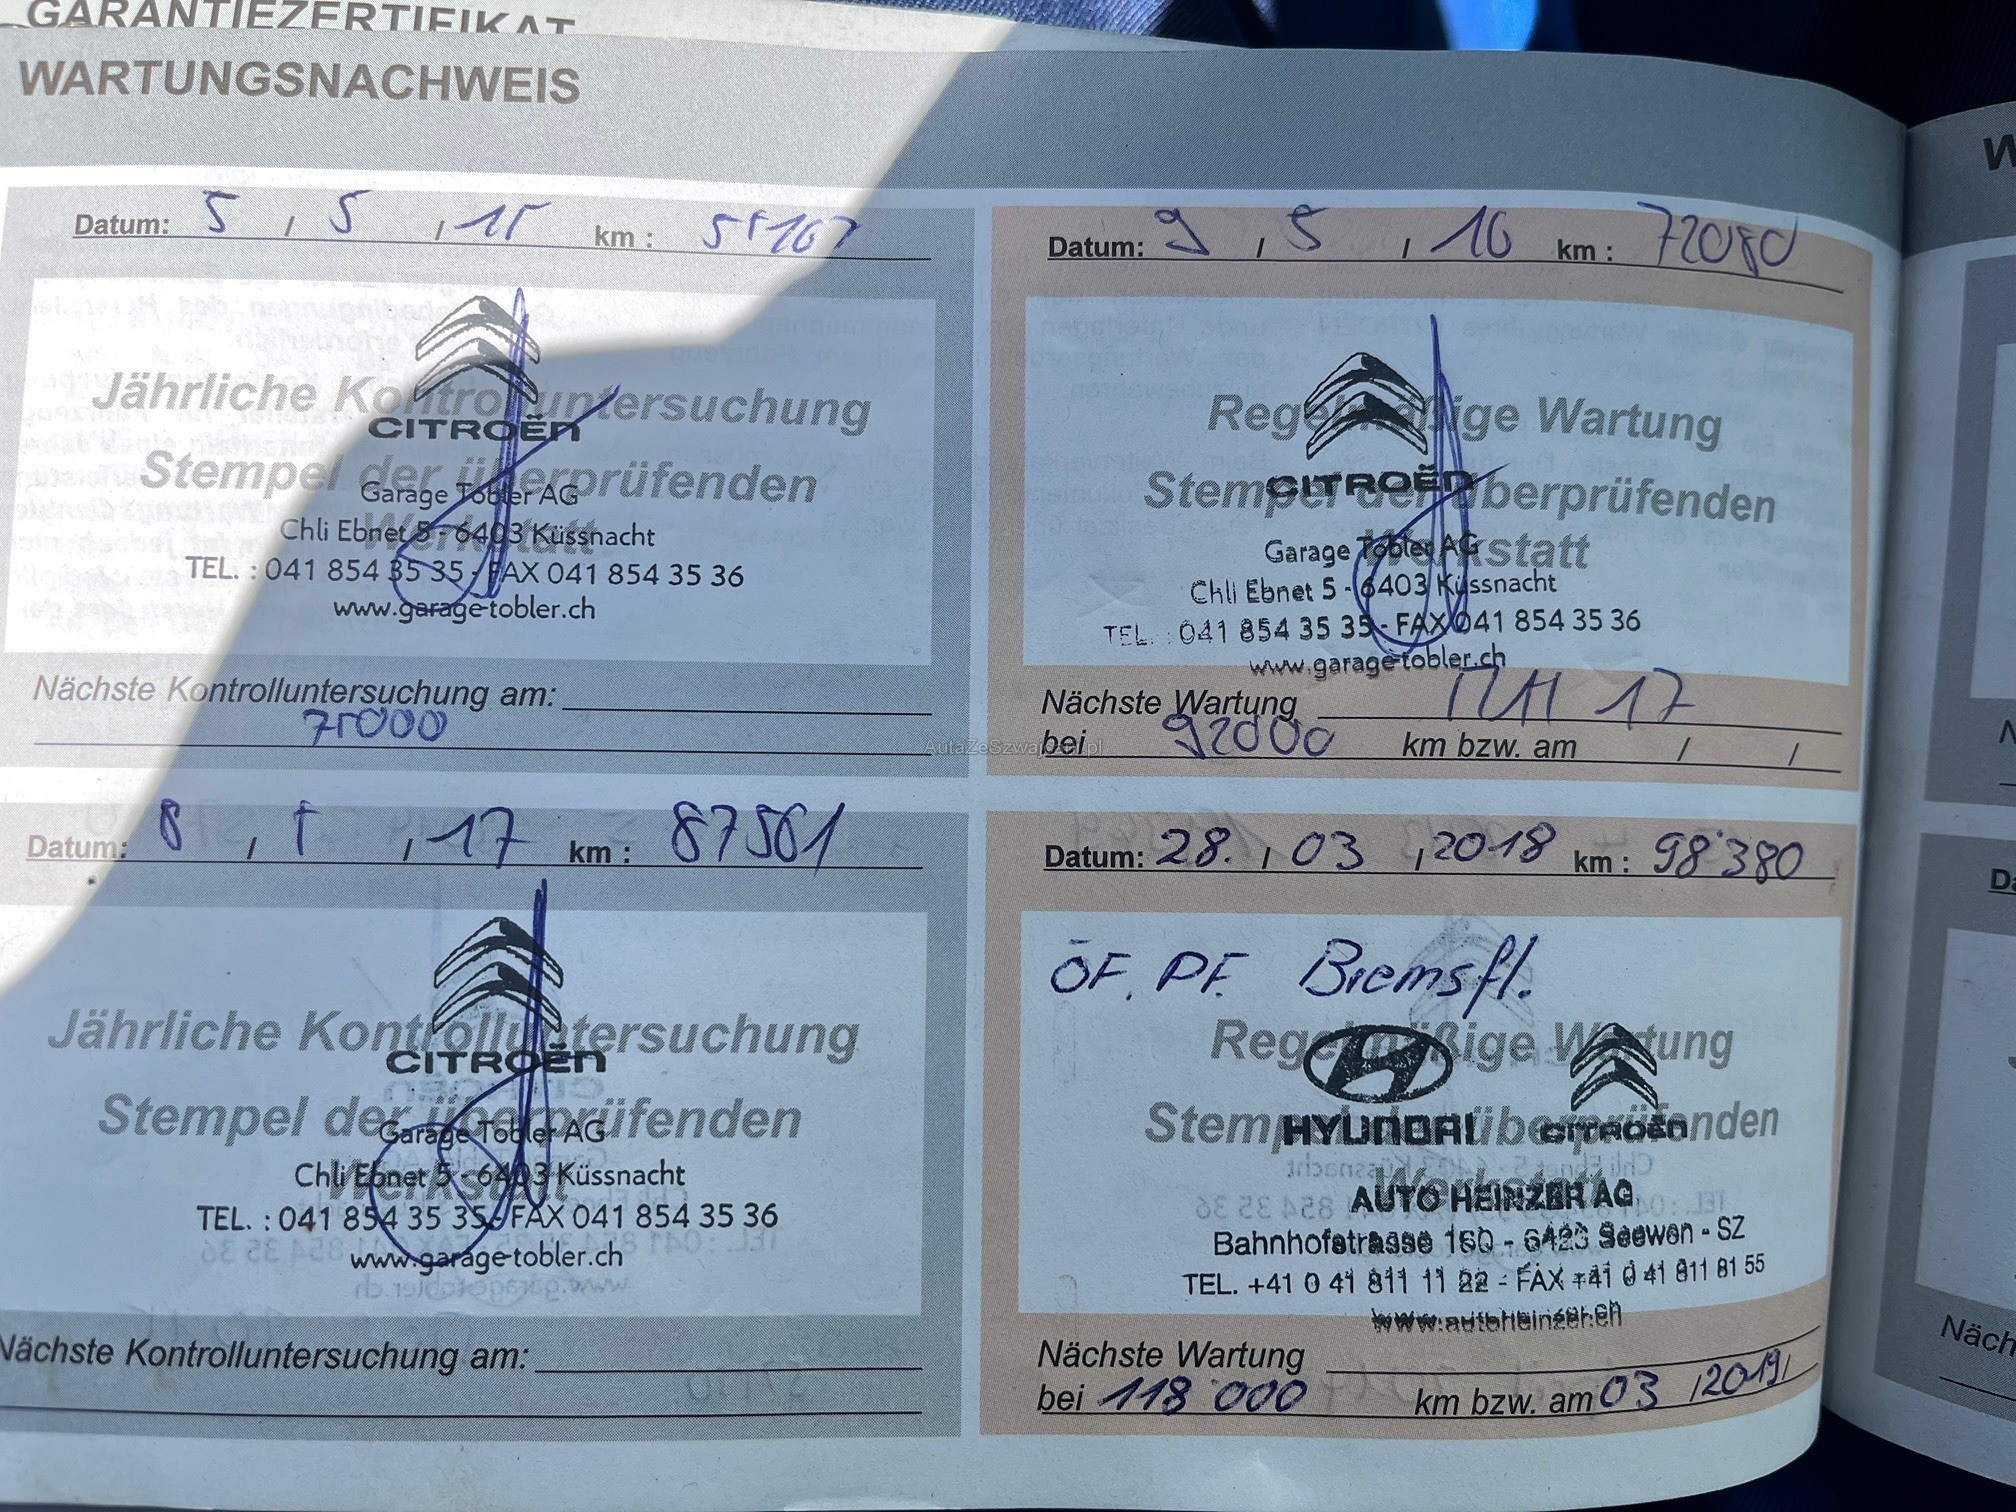 GARANTIEZERTIFIKAT
WARTUNGSNACHWEIS
Datum: 5 / 5 / 15 km :
CITROËN
Jährliche Kontrolluntersuchung
Stempel der überprüfenden
Werkstatt
Garage Tobler AG
Chli Ebnet 5 - 6403 Küssnacht
TEL. : 041 854 35 35 - FAX 041 854 35 36
www.garage-tobler.ch
Nächste Kontrolluntersuchung am:
75000
Datum: 9 / 5 / 16 km : 72080
CITROËN
Regelmäßige Wartung
Stempel der überprüfenden
Werkstatt
Garage Tobler AG
Chli Ebnet 5 - 6403 Küssnacht
TEL. : 041 854 35 35 - FAX 041 854 35 36
www.garage-tobler.ch
Nächste Wartung 17
bei 92000 km bzw. am / /
AutaZeSzwajcarii.pl
Datum: 8 / 5 / 17 km : 87561
CITROËN
Jährliche Kontrolluntersuchung
Stempel der überprüfenden
Werkstatt
Garage Tobler AG
Chli Ebnet 5 - 6403 Küssnacht
TEL. : 041 854 35 35 - FAX 041 854 35 36
www.garage-tobler.ch
Nächste Kontrolluntersuchung am:
Datum: 28. / 03 / 2018 km : 98'380
ÖF. PF. Bremsfl.
Regelmäßige Wartung
Stempel der überprüfenden
Werkstatt
HYUNDAI CITROËN
AUTO HEINZER AG
Bahnhofstrasse 160 - 6423 Seewen - SZ
TEL. +41 0 41 811 11 22 - FAX +41 0 41 811 81 55
www.autoheinzer.ch
Nächste Wartung
bei 118'000 km bzw. am 03 / 2019 /